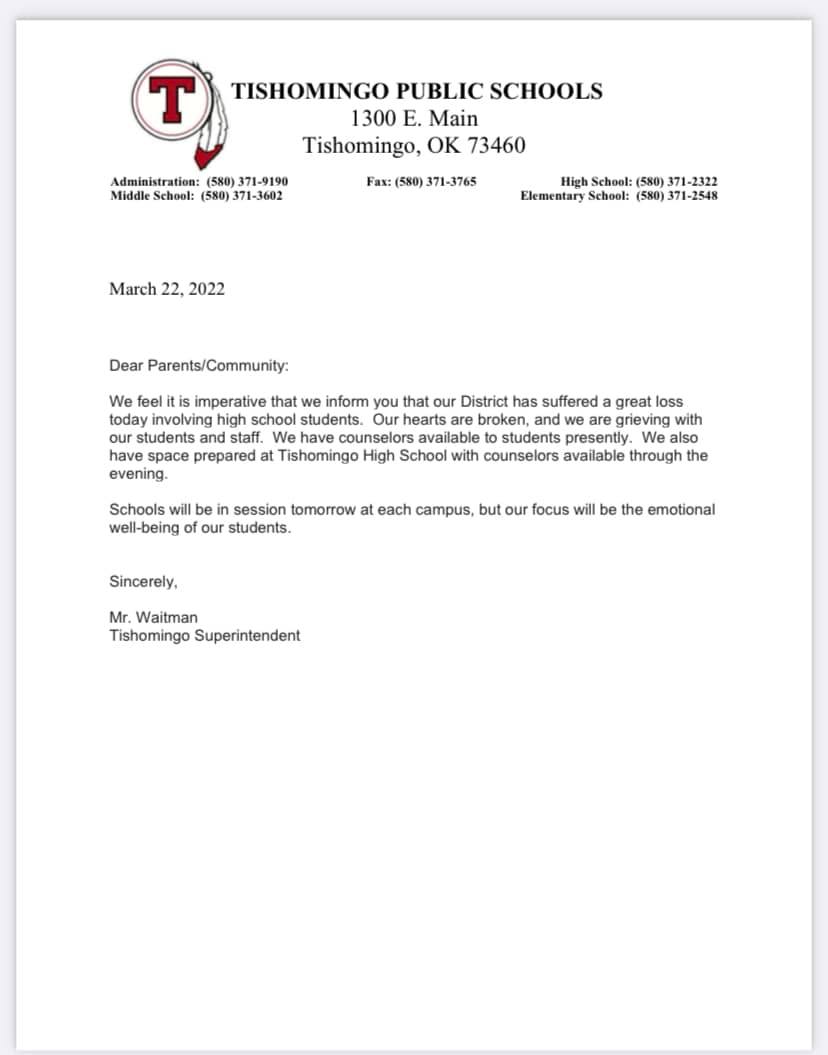 T
TISHOMINGO PUBLIC SCHOOLS
1300 E. Main
Tishomingo, OK 73460
Administration: (580) 371-9190 Fax: (580) 371-3765 High School: (580) 371-2322
Middle School: (580) 371-3602 Elementary School: (580) 371-2548
March 22, 2022
Dear Parents/Community:
We feel it is imperative that we inform you that our District has suffered a great loss
today involving high school students. Our hearts are broken, and we are grieving with
our students and staff. We have counselors available to students presently. We also
have space prepared at Tishomingo High School with counselors available through the
evening.
Schools will be in session tomorrow at each campus, but our focus will be the emotional
well-being of our students.
Sincerely,
Mr. Waitman
Tishomingo Superintendent